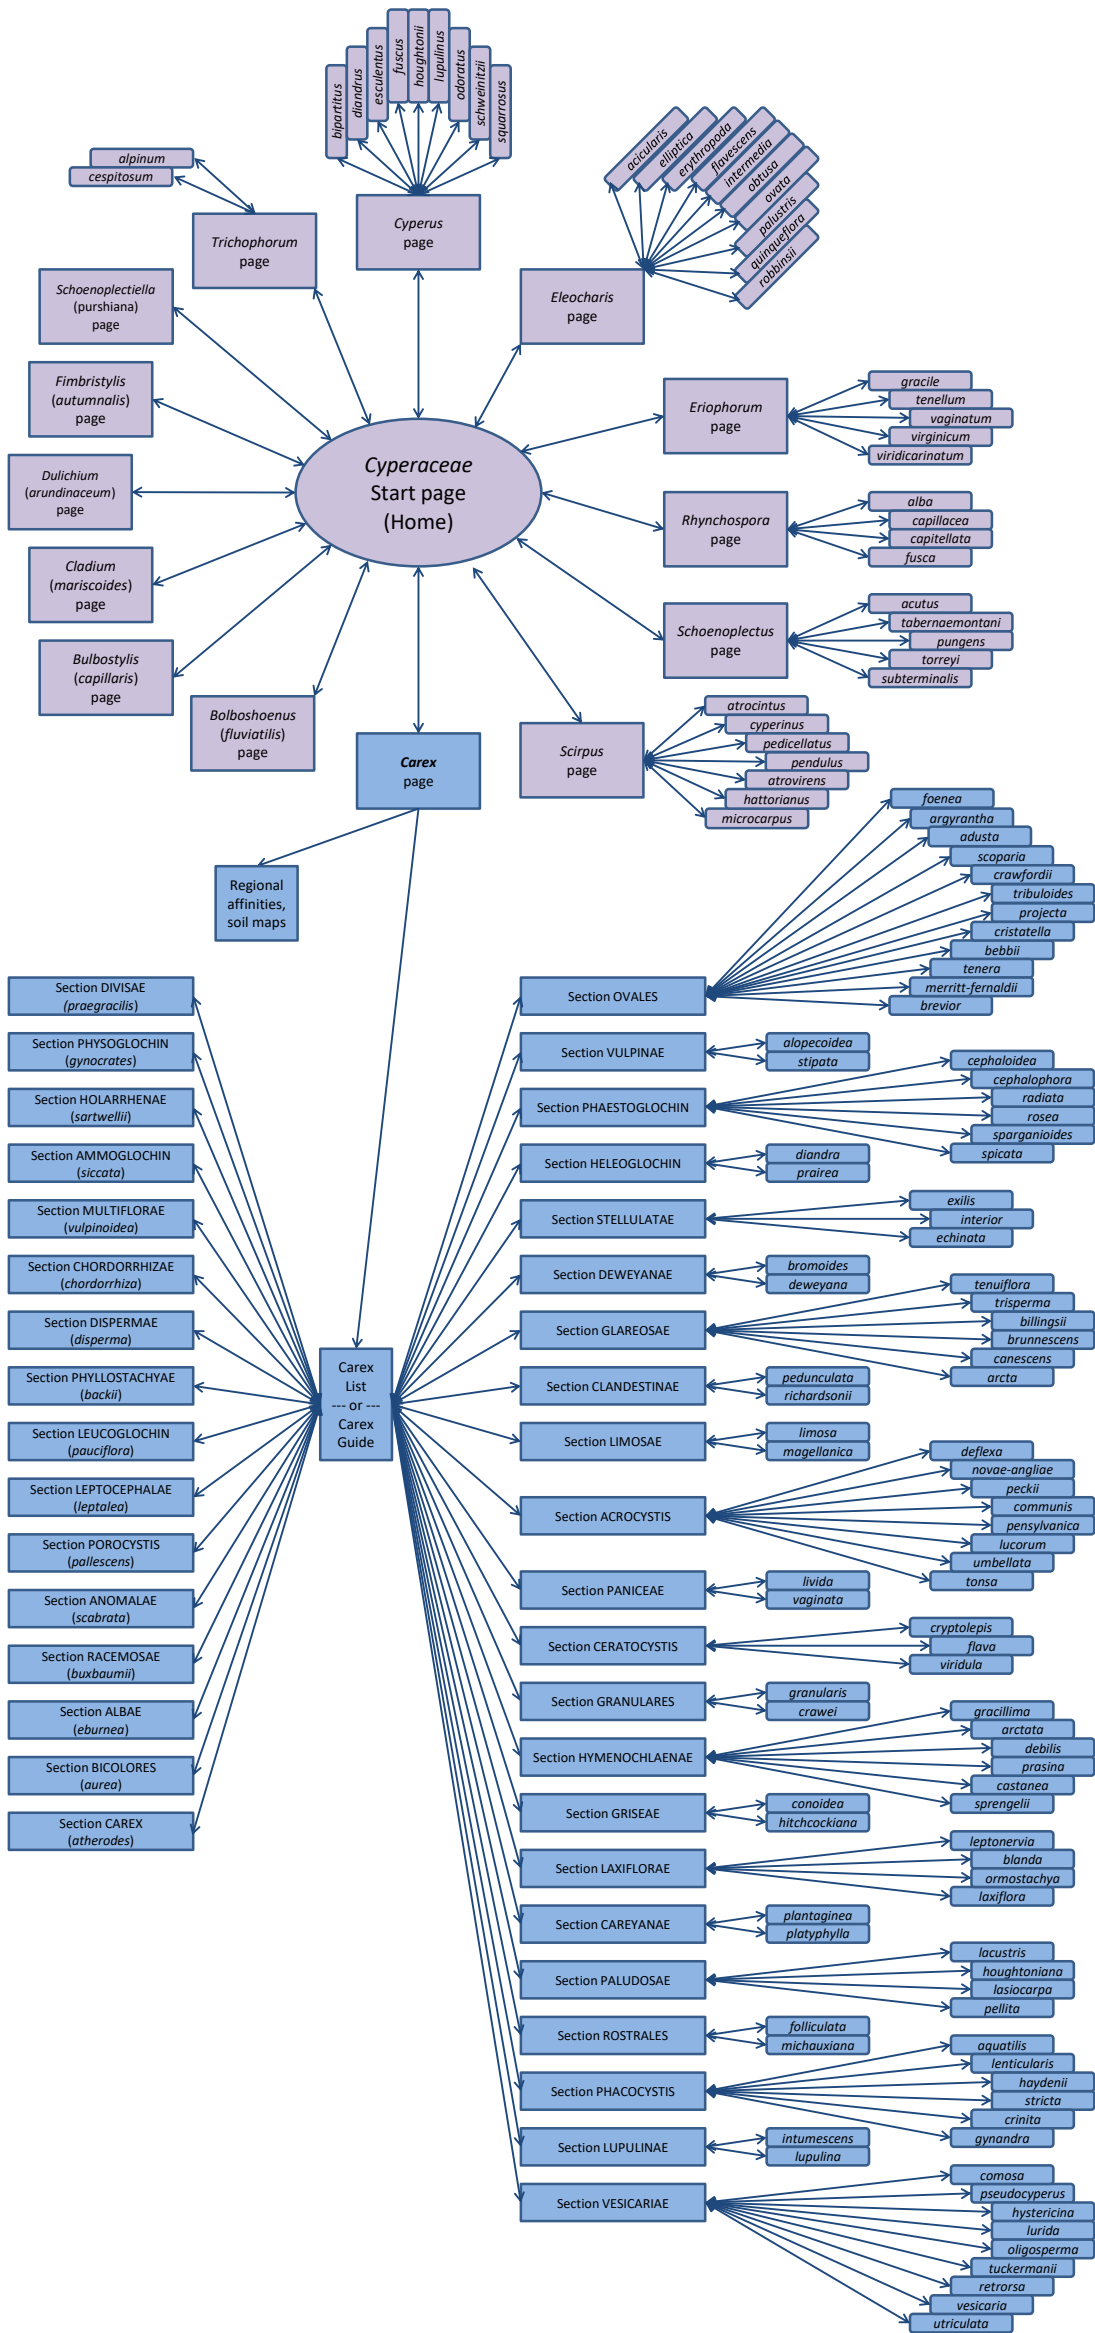 bipartitus
diandrus
esculentus
fuscus
houghtonii
lupulinus
odoratus
schweinitzii
squarrosus
acicularis
elliptica
erythropoda
flavescens
intermedia
obtusa
ovata
palustris
quinqueflora
robbinsii
alpinum
cespitosum
Trichophorum
page
Cyperus
page
Eleocharis
page
Schoenoplectiella
(purshiana)
page
Fimbristylis
(autumnalis)
page
Dulichium
(arundinaceum)
page
Cladium
(mariscoides)
page
Bulbostylis
(capillaris)
page
Bolboshoenus
(fluviatilis)
page
Cyperaceae
Start page
(Home)
Eriophorum
page
gracile
tenellum
vaginatum
virginicum
viridicarinatum
Rhynchospora
page
alba
capillacea
capitellata
fusca
Schoenoplectus
page
acutus
tabernaemontani
pungens
torreyi
subterminalis
Scirpus
page
atrocintus
cyperinus
pedicellatus
pendulus
atrovirens
hattorianus
microcarpus
Carex
page
Regional
affinities,
soil maps
Section DIVISAE
(praegracilis)
Section PHYSOGLOCHIN
(gynocrates)
Section HOLARRHENAE
(sartwellii)
Section AMMOGLOCHIN
(siccata)
Section MULTIFLORAE
(vulpinoidea)
Section CHORDORRHIZAE
(chordorrhiza)
Section DISPERMAE
(disperma)
Section PHYLLOSTACHYAE
(backii)
Section LEUCOGLOCHIN
(pauciflora)
Section LEPTOCEPHALAE
(leptalea)
Section POROCYSTIS
(pallescens)
Section ANOMALAE
(scabrata)
Section RACEMOSAE
(buxbaumii)
Section ALBAE
(eburnea)
Section BICOLORES
(aurea)
Section CAREX
(atherodes)
Carex
List
--- or ---
Carex
Guide
Section OVALES
foenea
argyrantha
adusta
scoparia
crawfordii
tribuloides
projecta
cristatella
bebbii
tenera
merritt-fernaldii
brevior
Section VULPINAE
alopecoidea
stipata
Section PHAESTOGLOCHIN
cephaloidea
cephalophora
radiata
rosea
sparganioides
spicata
Section HELEOGLOCHIN
diandra
prairea
Section STELLULATAE
exilis
interior
echinata
Section DEWEYANAE
bromoides
deweyana
Section GLAREOSAE
tenuiflora
trisperma
billingsii
brunnescens
canescens
arcta
Section CLANDESTINAE
pedunculata
richardsonii
Section LIMOSAE
limosa
magellanica
Section ACROCYSTIS
deflexa
novae-angliae
peckii
communis
pensylvanica
lucorum
umbellata
tonsa
Section PANICEAE
livida
vaginata
Section CERATOCYSTIS
cryptolepis
flava
viridula
Section GRANULARES
granularis
crawei
Section HYMENOCHLAENAE
gracillima
arctata
debilis
prasina
castanea
sprengelii
Section GRISEAE
conoidea
hitchcockiana
Section LAXIFLORAE
leptonervia
blanda
ormostachya
laxiflora
Section CAREYANAE
plantaginea
platyphylla
Section PALUDOSAE
lacustris
houghtoniana
lasiocarpa
pellita
Section ROSTRALES
folliculata
michauxiana
Section PHACOCYSTIS
aquatilis
lenticularis
haydenii
stricta
crinita
gynandra
Section LUPULINAE
intumescens
lupulina
Section VESICARIAE
comosa
pseudocyperus
hystericina
lurida
oligosperma
tuckermanii
retrorsa
vesicaria
utriculata